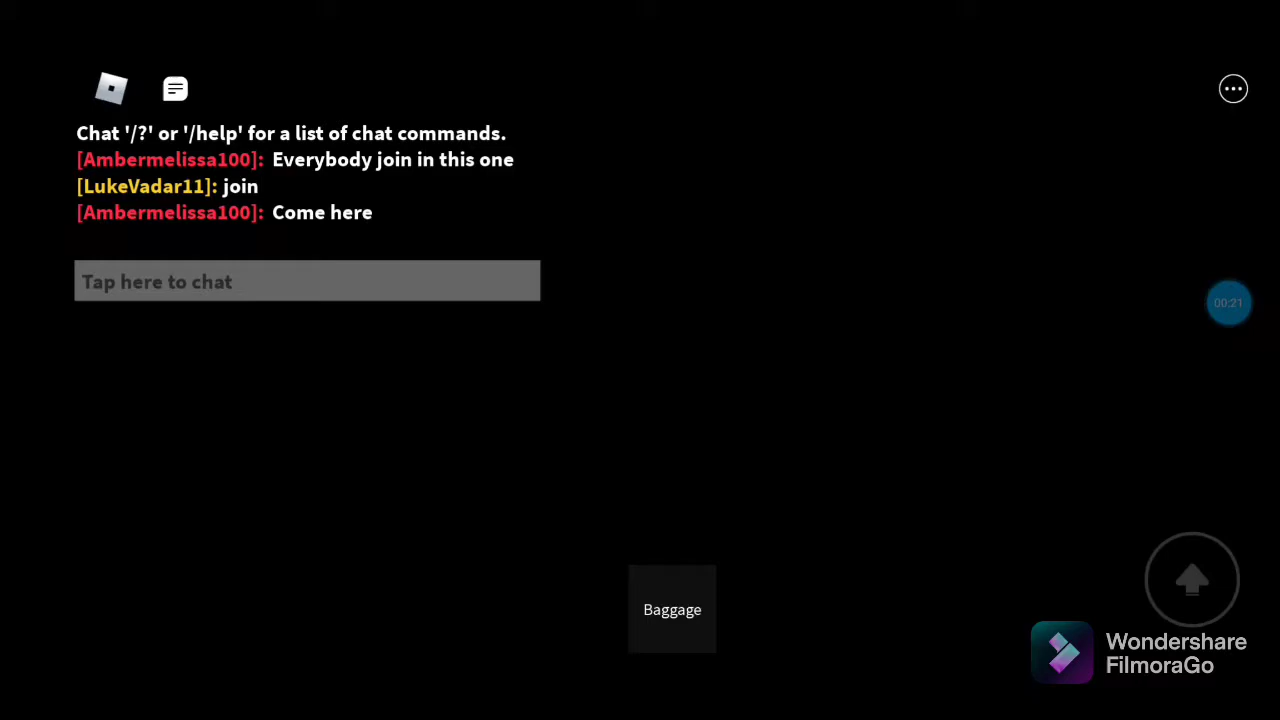 Chat '/?' or '/help' for a list of chat commands.
[Ambermelissa100]: Everybody join in this one
[LukeVadar11]: join
[Ambermelissa100]: Come here
Tap here to chat
00:21
Baggage
Wondershare
FilmoraGo